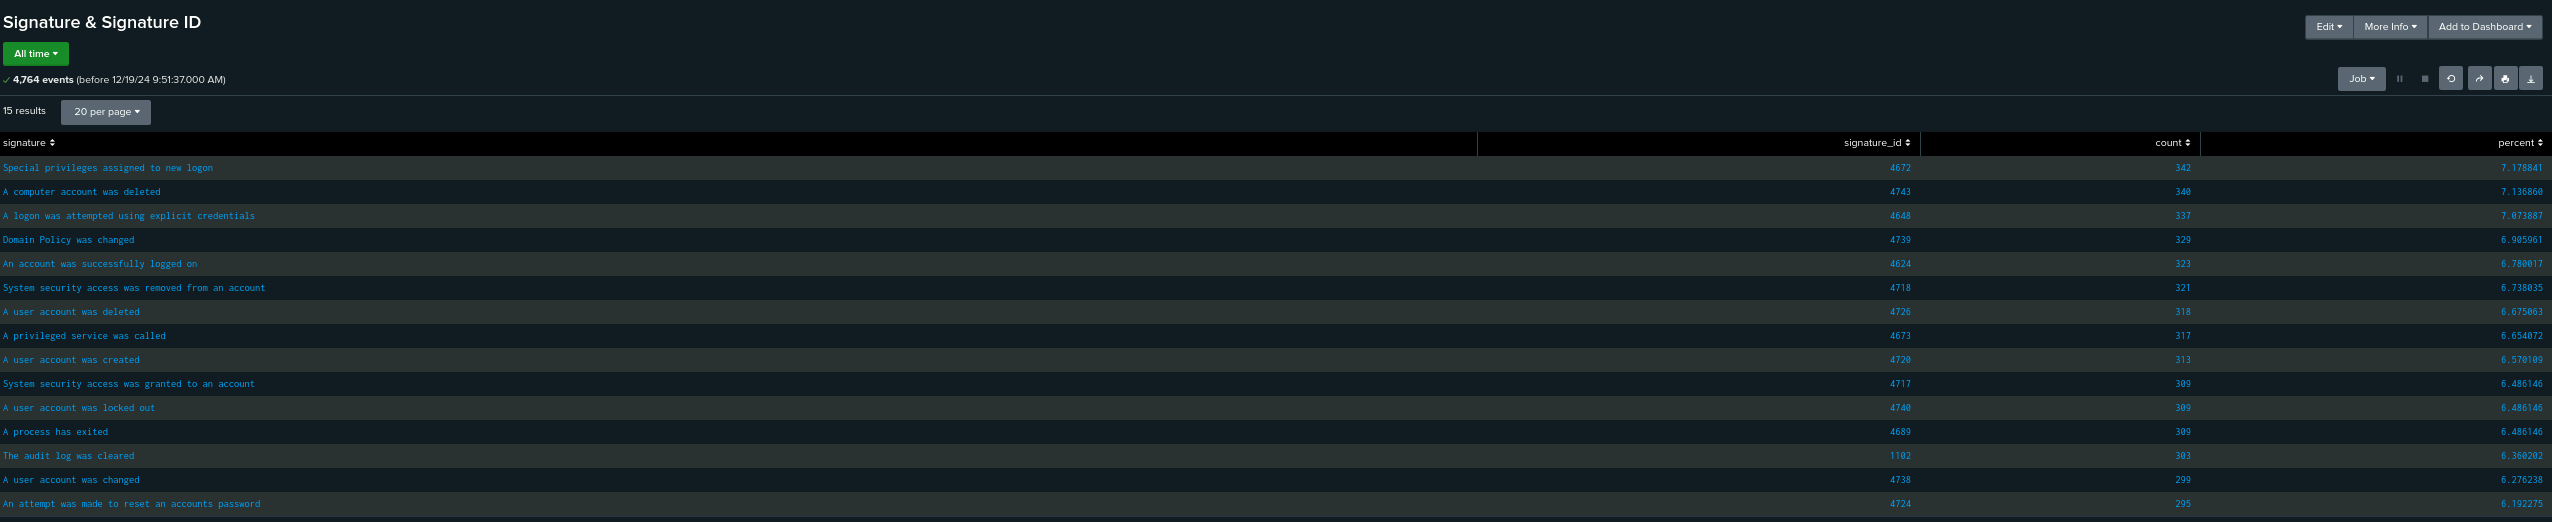 Signature & Signature ID
Edit More Info Add to Dashboard
All time
4,764 events (before 12/19/24 9:51:37.000 AM)
Job
15 results 20 per page
signature signature_id count percent
Special privileges assigned to new logon 4672 342 7.178841
A computer account was deleted 4743 340 7.136860
A logon was attempted using explicit credentials 4648 337 7.073887
Domain Policy was changed 4739 329 6.905961
An account was successfully logged on 4624 323 6.780017
System security access was removed from an account 4718 321 6.738035
A user account was deleted 4726 318 6.675063
A privileged service was called 4673 317 6.654072
A user account was created 4720 313 6.570109
System security access was granted to an account 4717 309 6.486146
A user account was locked out 4740 309 6.486146
A process has exited 4689 309 6.486146
The audit log was cleared 1102 303 6.360202
A user account was changed 4738 299 6.276238
An attempt was made to reset an accounts password 4724 295 6.192275